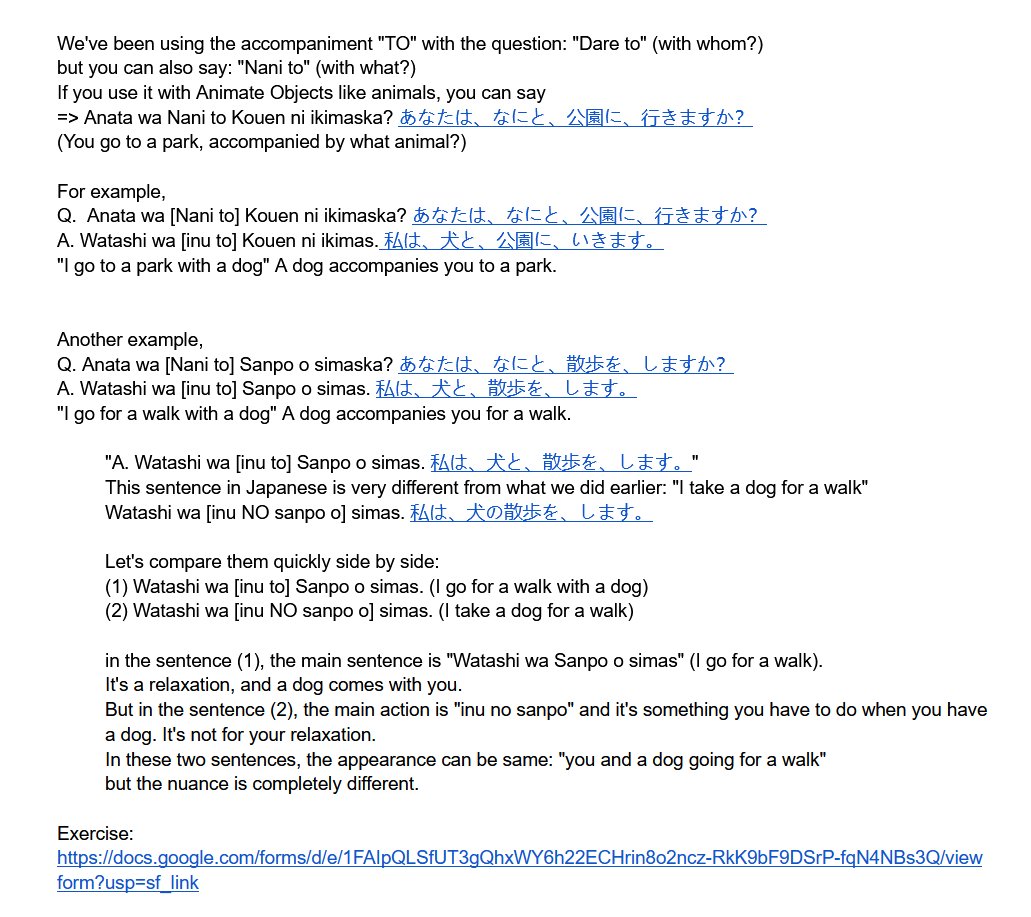 We've been using the accompaniment "TO" with the question: "Dare to" (with whom?)
but you can also say: "Nani to" (with what?)
If you use it with Animate Objects like animals, you can say
=> Anata wa Nani to Kouen ni ikimaska? あなたは、なにと、公園に、行きますか?
(You go to a park, accompanied by what animal?)
For example,
Q.  Anata wa [Nani to] Kouen ni ikimaska? あなたは、なにと、公園に、行きますか?
A. Watashi wa [inu to] Kouen ni ikimas. 私は、犬と、公園に、いきます。
"I go to a park with a dog" A dog accompanies you to a park.
Another example,
Q. Anata wa [Nani to] Sanpo o simaska? あなたは、なにと、散歩を、しますか?
A. Watashi wa [inu to] Sanpo o simas. 私は、犬と、散歩を、します。
"I go for a walk with a dog" A dog accompanies you for a walk.
"A. Watashi wa [inu to] Sanpo o simas. 私は、犬と、散歩を、します。"
This sentence in Japanese is very different from what we did earlier: "I take a dog for a walk"
Watashi wa [inu NO sanpo o] simas. 私は、犬の散歩を、します。
Let's compare them quickly side by side:
(1) Watashi wa [inu to] Sanpo o simas. (I go for a walk with a dog)
(2) Watashi wa [inu NO sanpo o] simas. (I take a dog for a walk)
in the sentence (1), the main sentence is "Watashi wa Sanpo o simas" (I go for a walk).
It's a relaxation, and a dog comes with you.
But in the sentence (2), the main action is "inu no sanpo" and it's something you have to do when you have
a dog. It's not for your relaxation.
In these two sentences, the appearance can be same: "you and a dog going for a walk"
but the nuance is completely different.
Exercise:
https://docs.google.com/forms/d/e/1FAIpQLSfUT3gQhxWY6h22ECHrin8o2ncz-RkK9bF9DSrP-fqN4NBs3Q/view
form?usp=sf_link